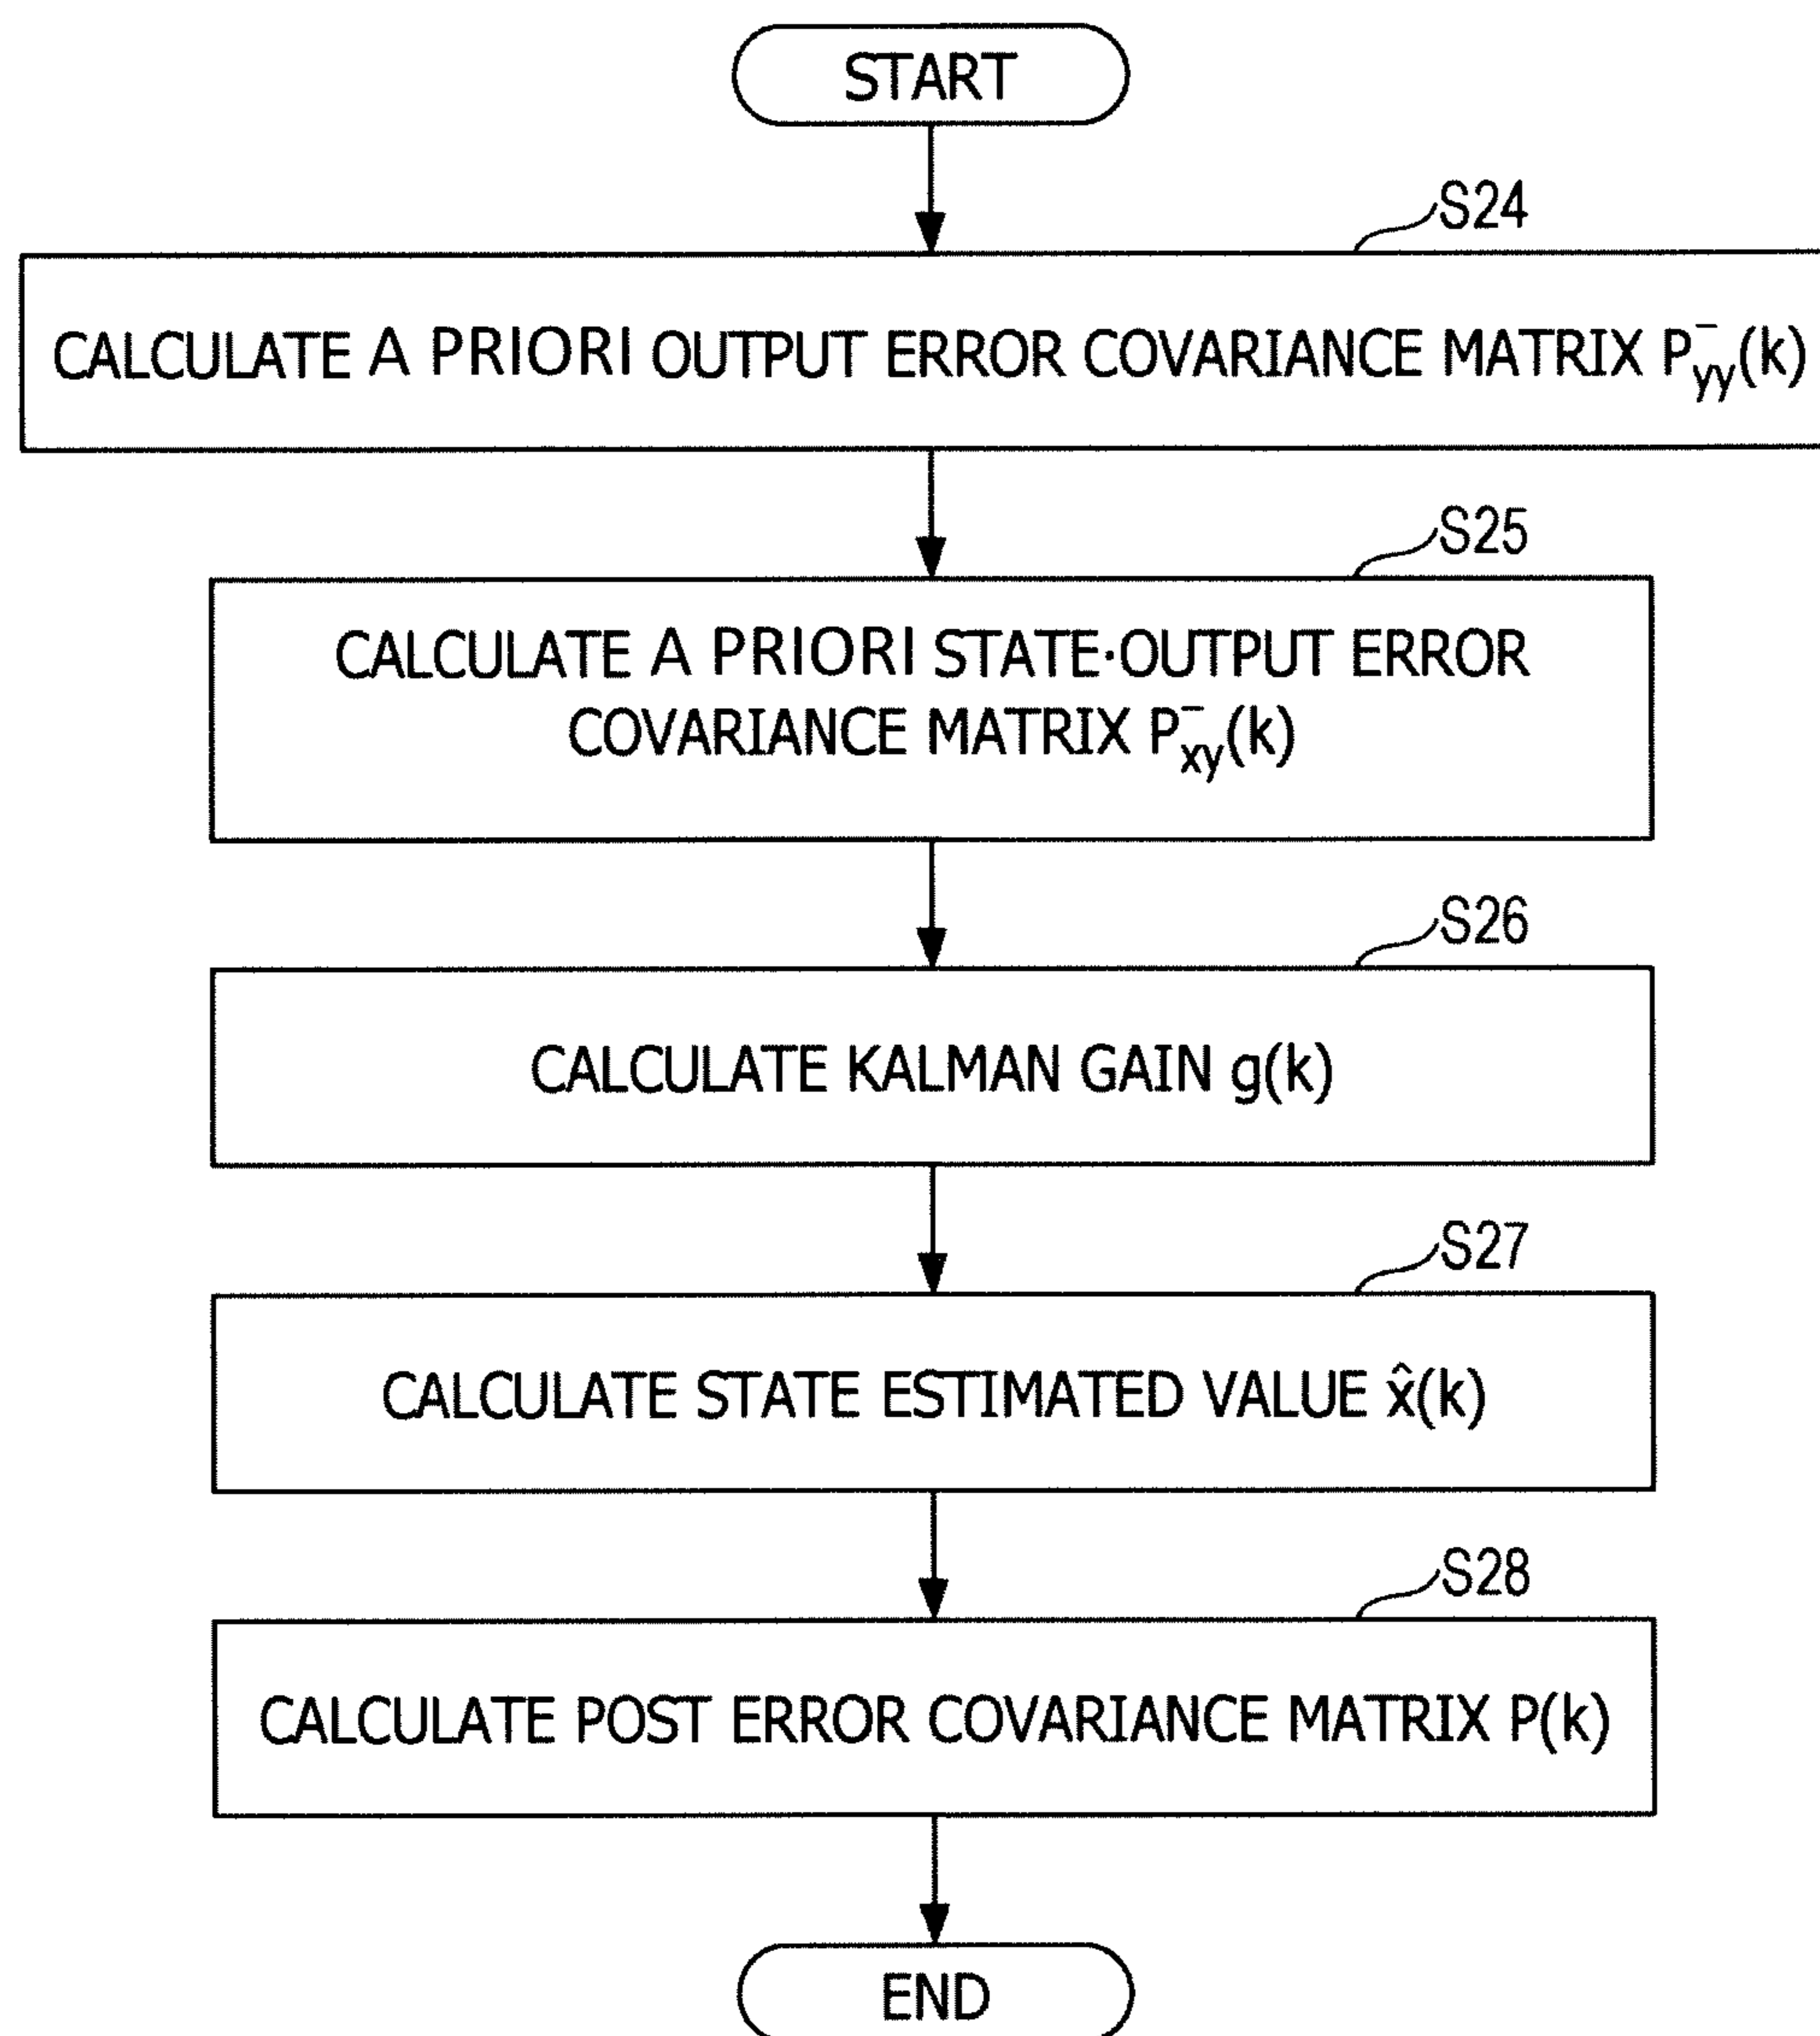 START
S24
CALCULATE A PRIORI OUTPUT ERROR COVARIANCE MATRIX P⁻yy(k)
S25
CALCULATE A PRIORI STATE·OUTPUT ERROR
COVARIANCE MATRIX P⁻xy(k)
S26
CALCULATE KALMAN GAIN g(k)
S27
CALCULATE STATE ESTIMATED VALUE x̂(k)
S28
CALCULATE POST ERROR COVARIANCE MATRIX P(k)
END